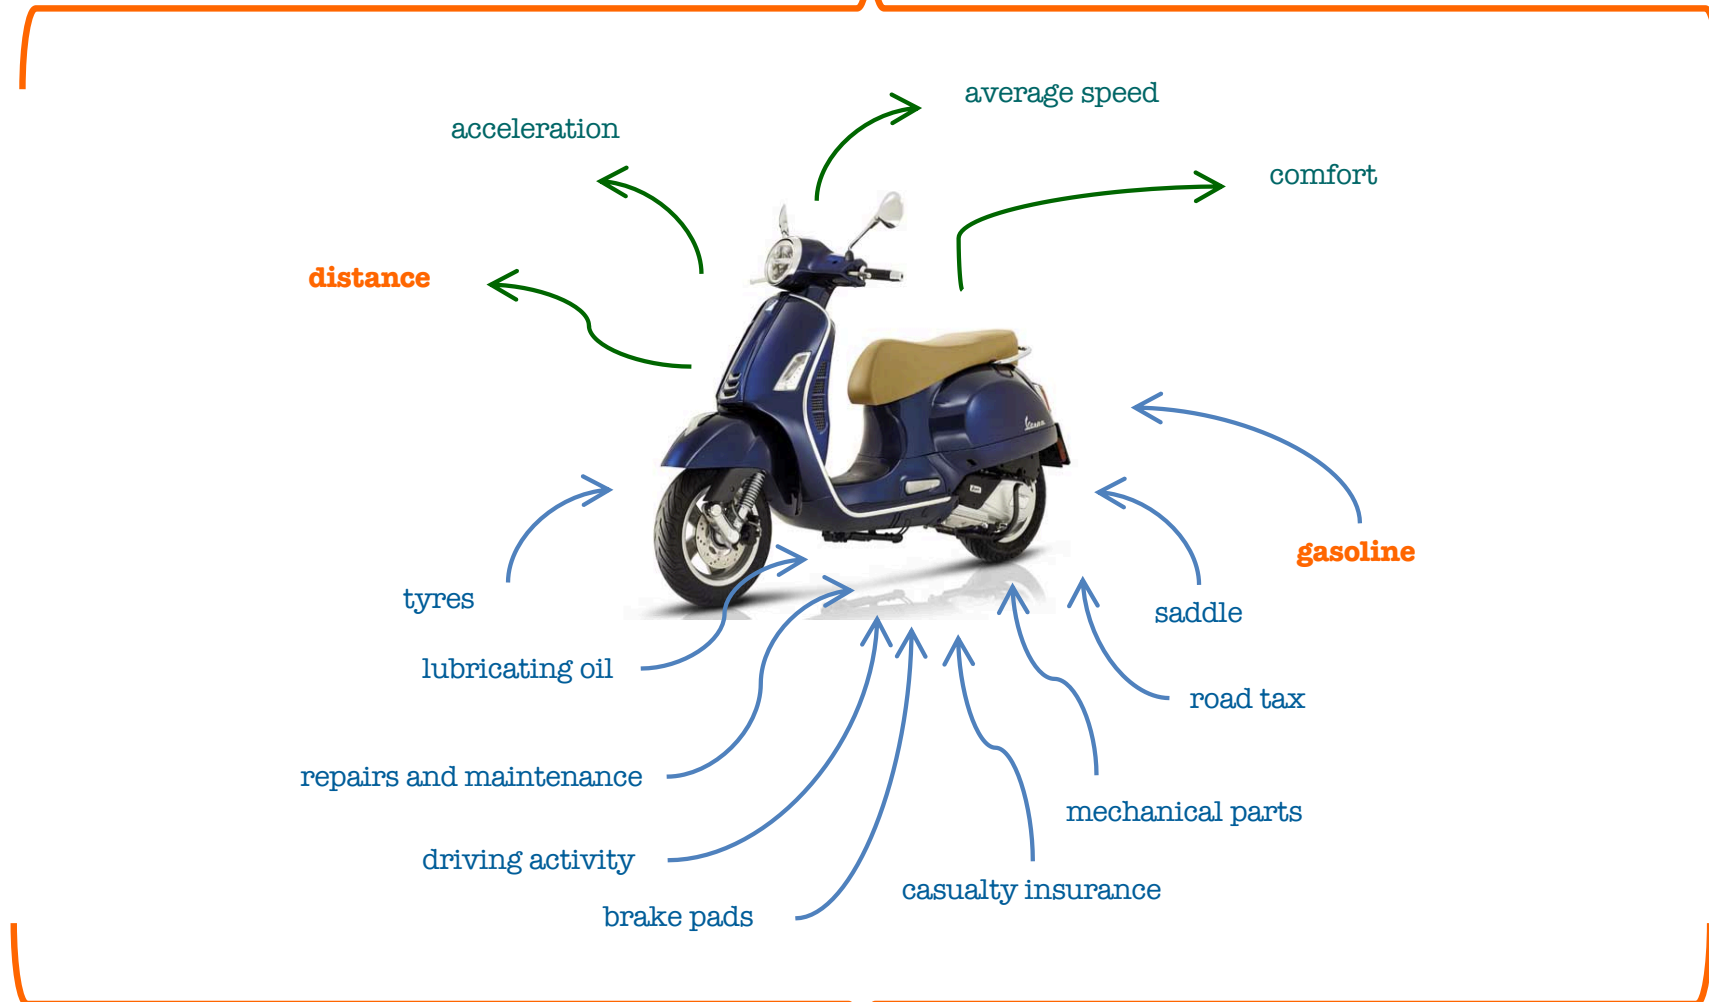 average speed
acceleration
comfort
distance
Vespa
gasoline
tyres
saddle
lubricating oil
road tax
repairs and maintenance
mechanical parts
driving activity
casualty insurance
brake pads